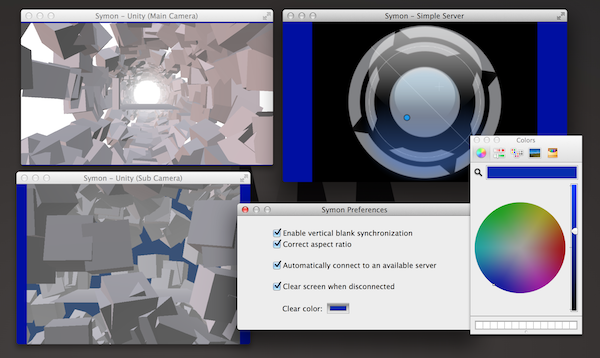 Symon – Unity (Main Camera)
Symon – Simple Server
Colors
Symon – Unity (Sub Camera)
Symon Preferences
Enable vertical blank synchronization
Correct aspect ratio
Automatically connect to an available server
Clear screen when disconnected
Clear color: